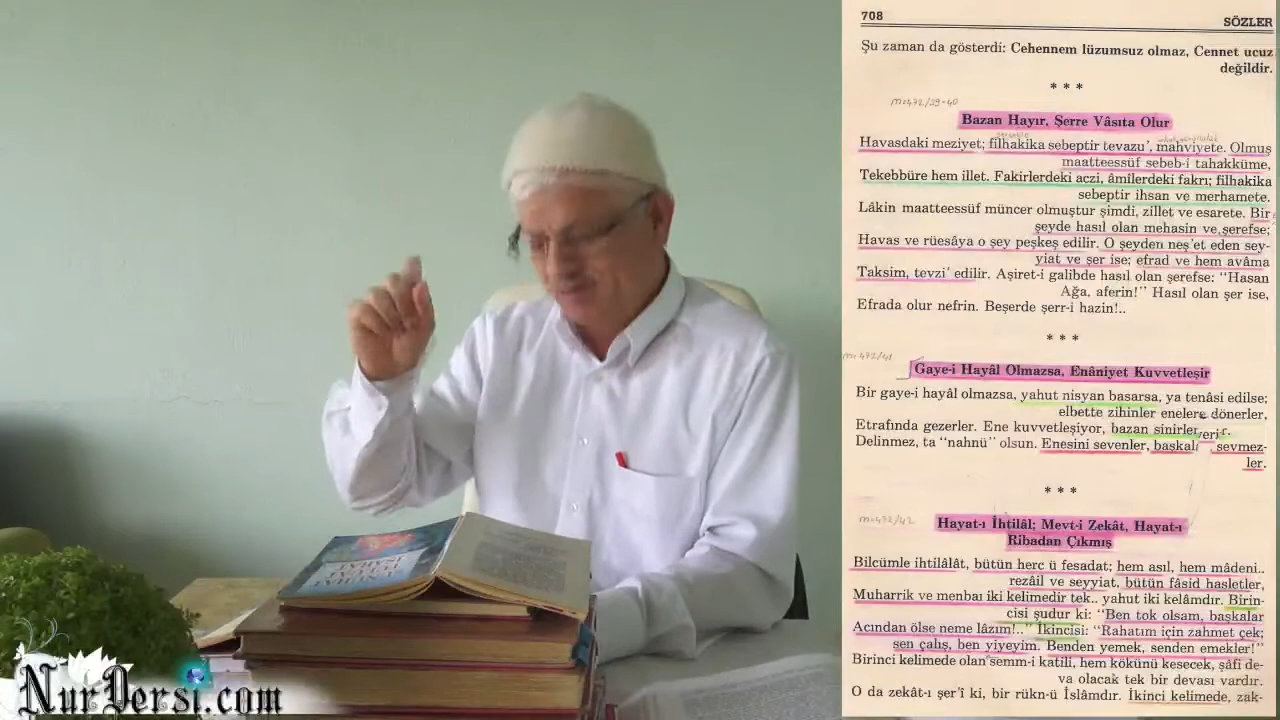 708
SÖZLER
Şu zaman da gösterdi: Cehennem lüzumsuz olmaz, Cennet ucuz
değildir.
* * *
m=472/39-40
Bazan Hayır, Şerre Vâsıta Olur
Havasdaki meziyet; filhakika sebeptir tevazu', mahviyete. Olmuş
maatteessüf sebeb-i tahakküme,
Tekebbüre hem illet. Fakirlerdeki aczi, âmilerdeki fakrı; filhakika
sebeptir ihsan ve merhamete.
Lâkin maatteessüf müncer olmuştur şimdi, zillet ve esarete. Bir
şeyde hasıl olan mehasin ve şerefse;
Havas ve rüesâya o şey peşkeş edilir. O şeyden neş'et eden sey-
yiat ve şer ise; efrad ve hem avâma
Taksim, tevzi' edilir. Aşiret-i galibde hasıl olan şerefse: "Hasan
Ağa, aferin!" Hasıl olan şer ise,
Efrada olur nefrin. Beşerde şerr-i hazin!..
* * *
m=472/41
Gaye-i Hayâl Olmazsa, Enâniyet Kuvvetleşir
Bir gaye-i hayâl olmazsa, yahut nisyan basarsa, ya tenâsi edilse;
elbette zihinler enelere dönerler,
Etrafında gezerler. Ene kuvvetleşiyor, bazan sinirler
Delinmez, ta "nahnü" olsun. Enesini sevenler, sevmez-
ler.
* * *
m=472/42
Hayat-ı İhtilâl; Mevt-i Zekât, Hayat-ı
Ribadan Çıkmış
Bilcümle ihtilâlât, bütün herc ü fesadat; hem asıl, hem mâdeni..
rezâil ve seyyiat, bütün fâsid hasletler,
Muharrik ve menbaı iki kelimedir tek.. yahut iki kelâmdır. Birin-
cisi şudur ki: "Ben tok olsam, başkalar
Acından ölse neme lâzım!.." İkincisi: "Rahatım için zahmet çek;
sen çalış, ben yiyeyim. Benden yemek, senden emekler!"
Birinci kelimede olan semm-i katili, hem kökünü kesecek, şâfi de-
va olacak tek bir devası vardır.
O da zekât-ı şer'î ki, bir rükn-ü İslâmdır. İkinci kelimede, zak-
NurDersi.com